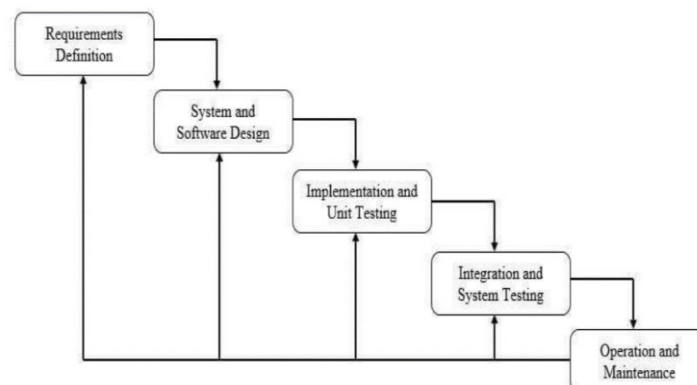 Requirements
Definition
System and
Software Design
Implementation and
Unit Testing
Integration and
System Testing
Operation and
Maintenance